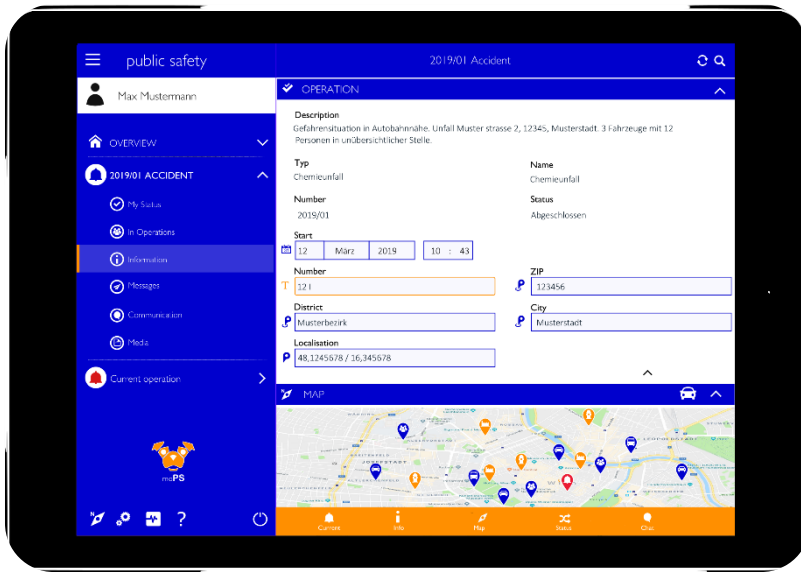 public safety
2019/01 Accident
Max Mustermann
OVERVIEW
2019/01 ACCIDENT
My Status
In Operations
Information
Messages
Communication
Media
Current operation
moPS
?
OPERATION
Description
Gefahrensituation in Autobahnnähe. Unfall Muster strasse 2, 12345, Musterstadt. 3 Fahrzeuge mit 12
Personen in unübersichtlicher Stelle.
Typ
Name
Chemieunfall
Chemieunfall
Number
Status
2019/01
Abgeschlossen
Start
12 März 2019 10 : 43
Number
ZIP
T 12 I
123456
District
City
Musterbezirk
Musterstadt
Localisation
48,1245678 / 16,345678
MAP
JOSEFSTADT
LEOPOLDSTADT
Current
Info
Map
Status
Chat